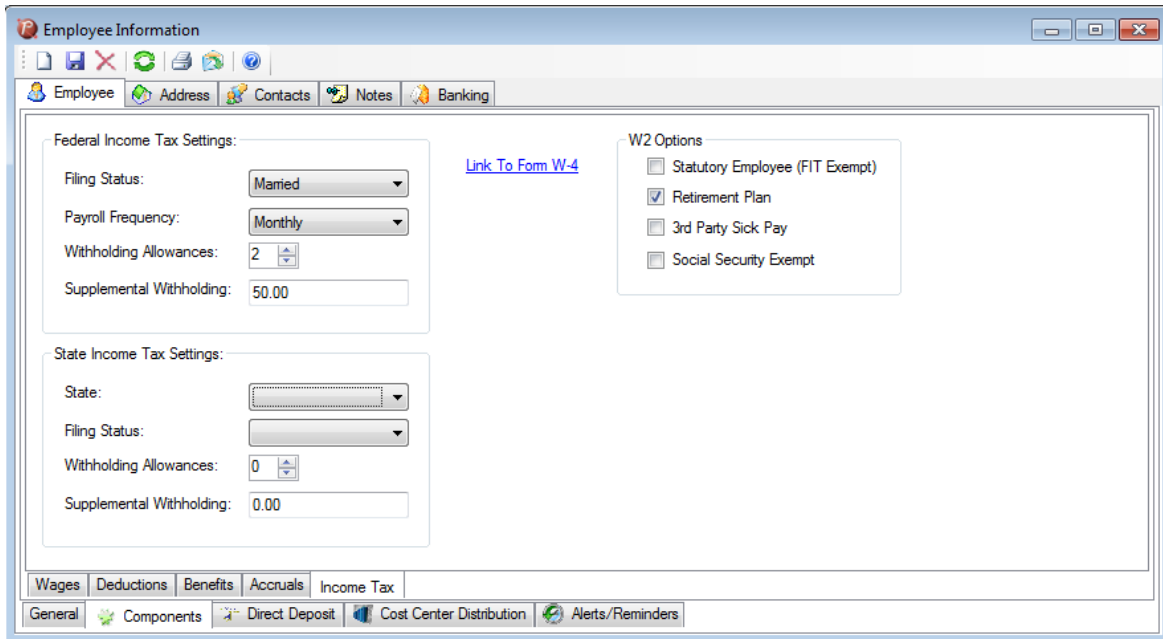 Employee Information
Employee Address Contacts Notes Banking
Federal Income Tax Settings:
Filing Status: Married
Payroll Frequency: Monthly
Withholding Allowances: 2
Supplemental Withholding: 50.00
Link To Form W-4
W2 Options
Statutory Employee (FIT Exempt)
Retirement Plan
3rd Party Sick Pay
Social Security Exempt
State Income Tax Settings:
State:
Filing Status:
Withholding Allowances: 0
Supplemental Withholding: 0.00
Wages Deductions Benefits Accruals Income Tax
General Components Direct Deposit Cost Center Distribution Alerts/Reminders